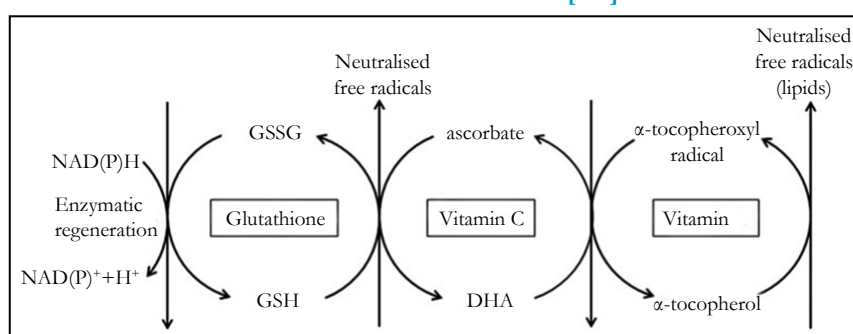 Neutralised
free radicals
Neutralised
free radicals
(lipids)
GSSG
ascorbate
α-tocopheroxyl
radical
NAD(P)H
Enzymatic
regeneration
Glutathione
Vitamin C
Vitamin
NAD(P)⁺+H⁺
GSH
DHA
α-tocopherol